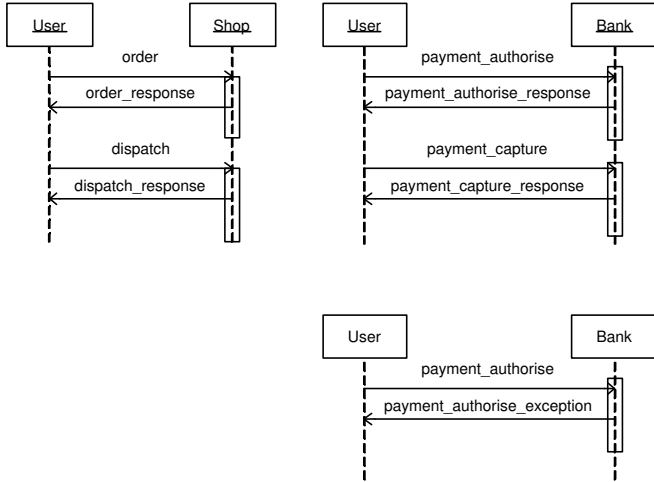 User
Shop
order
order_response
dispatch
dispatch_response
User
Bank
payment_authorise
payment_authorise_response
payment_capture
payment_capture_response
User
Bank
payment_authorise
payment_authorise_exception